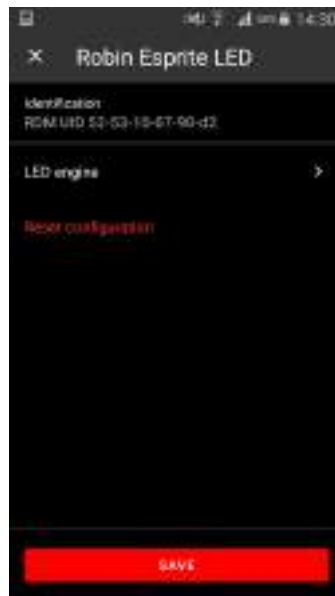 14:30
Robin Esprite LED
Identification
RDM UID 52-53-10-67-90-d2
LED engine
Reset configuration
SAVE